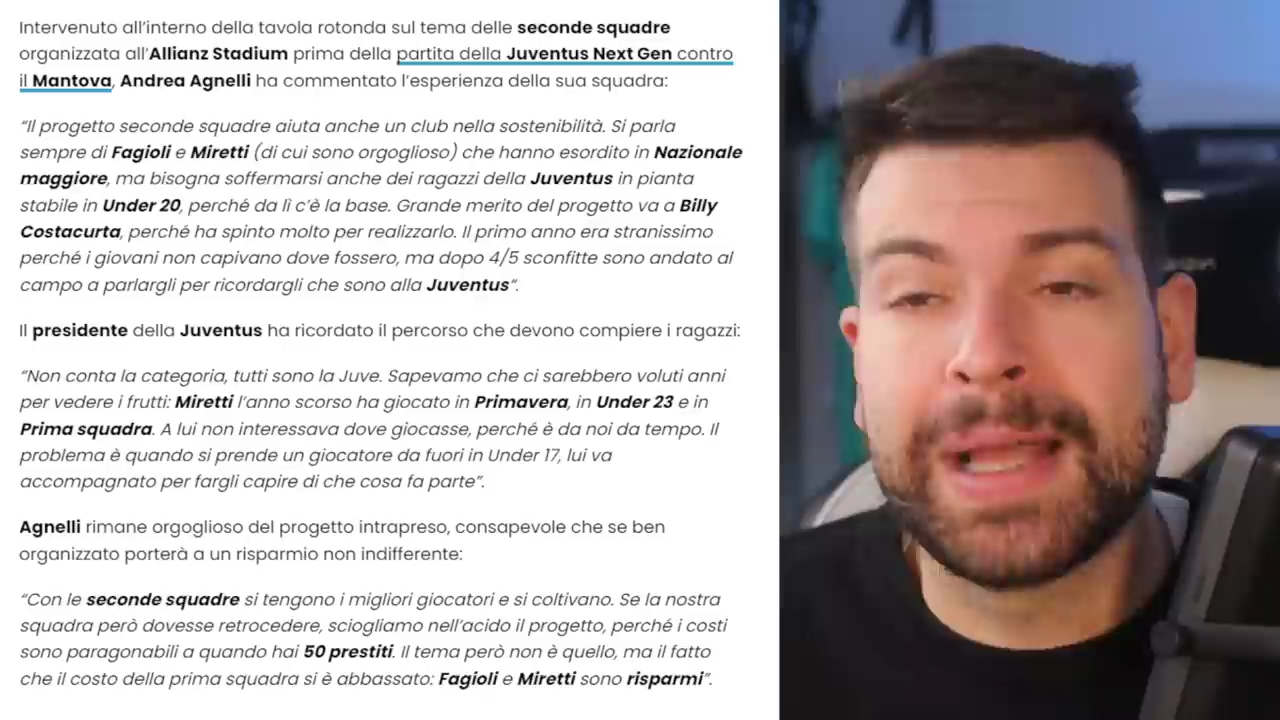 Intervenuto all’interno della tavola rotonda sul tema delle seconde squadre
organizzata all’Allianz Stadium prima della partita della Juventus Next Gen contro
il Mantova, Andrea Agnelli ha commentato l’esperienza della sua squadra:
“Il progetto seconde squadre aiuta anche un club nella sostenibilità. Si parla
sempre di Fagioli e Miretti (di cui sono orgoglioso) che hanno esordito in Nazionale
maggiore, ma bisogna soffermarsi anche dei ragazzi della Juventus in pianta
stabile in Under 20, perché da lì c’è la base. Grande merito del progetto va a Billy
Costacurta, perché ha spinto molto per realizzarlo. Il primo anno era stranissimo
perché i giovani non capivano dove fossero, ma dopo 4/5 sconfitte sono andato al
campo a parlargli per ricordargli che sono alla Juventus”.
Il presidente della Juventus ha ricordato il percorso che devono compiere i ragazzi:
“Non conta la categoria, tutti sono la Juve. Sapevamo che ci sarebbero voluti anni
per vedere i frutti: Miretti l’anno scorso ha giocato in Primavera, in Under 23 e in
Prima squadra. A lui non interessava dove giocasse, perché è da noi da tempo. Il
problema è quando si prende un giocatore da fuori in Under 17, lui va
accompagnato per fargli capire di che cosa fa parte”.
Agnelli rimane orgoglioso del progetto intrapreso, consapevole che se ben
organizzato porterà a un risparmio non indifferente:
“Con le seconde squadre si tengono i migliori giocatori e si coltivano. Se la nostra
squadra però dovesse retrocedere, sciogliamo nell’acido il progetto, perché i costi
sono paragonabili a quando hai 50 prestiti. Il tema però non è quello, ma il fatto
che il costo della prima squadra si è abbassato: Fagioli e Miretti sono risparmi”.